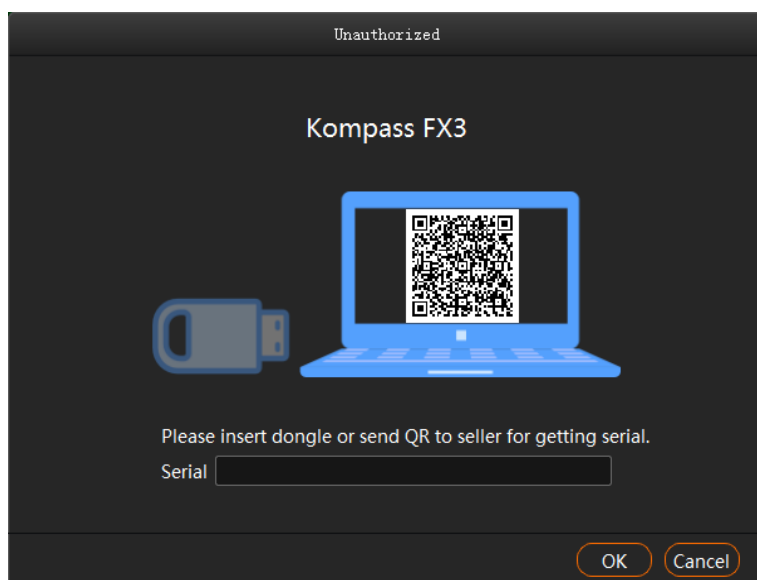 Unauthorized
Kompass FX3
Please insert dongle or send QR to seller for getting serial.
Serial
OK
Cancel